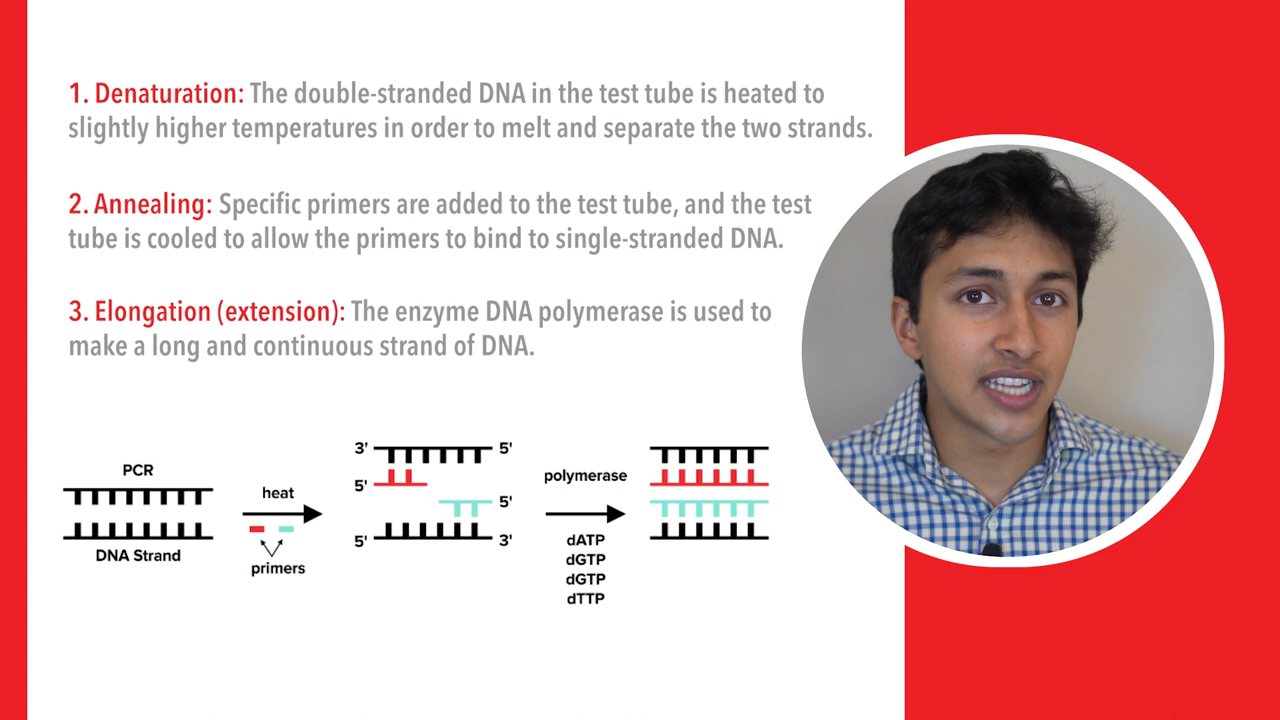 1. Denaturation: The double-stranded DNA in the test tube is heated to
slightly higher temperatures in order to melt and separate the two strands.
2. Annealing: Specific primers are added to the test tube, and the test
tube is cooled to allow the primers to bind to single-stranded DNA.
3. Elongation (extension): The enzyme DNA polymerase is used to
make a long and continuous strand of DNA.
PCR
DNA Strand
heat
primers
3' 5'
5'
5'
5' 3'
polymerase
dATP
dGTP
dGTP
dTTP